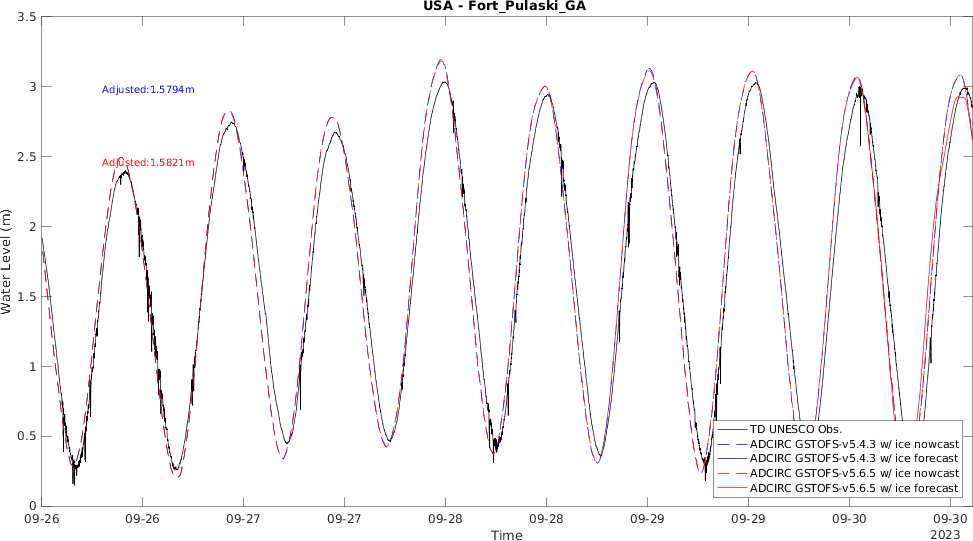 USA - Fort_Pulaski_GA
3.5
3
2.5
2
1.5
1
0.5
0
Water Level (m)
Adjusted:1.5794m
Adjusted:1.5821m
TD UNESCO Obs.
ADCIRC GSTOFS-v5.4.3 w/ ice nowcast
ADCIRC GSTOFS-v5.4.3 w/ ice forecast
ADCIRC GSTOFS-v5.6.5 w/ ice nowcast
ADCIRC GSTOFS-v5.6.5 w/ ice forecast
09-26 09-26 09-27 09-27 09-28 09-28 09-29 09-29 09-30 09-30
2023
Time